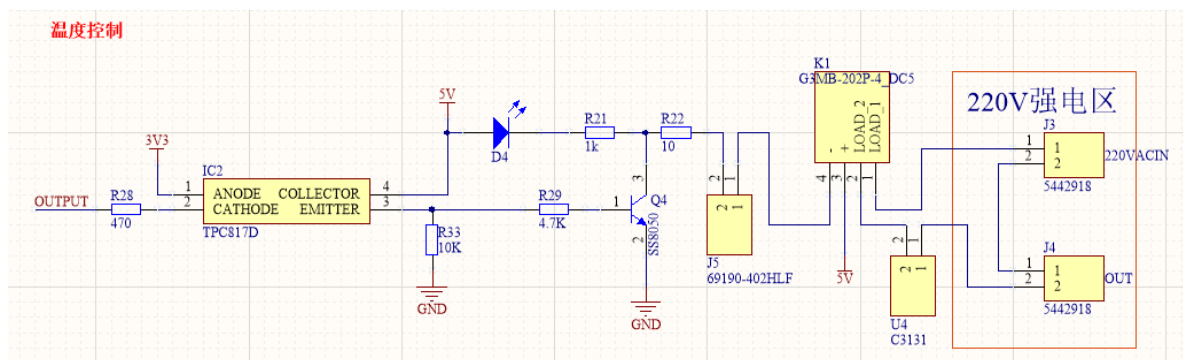 温度控制
K1
G3MB-202P-4_DC5
- + LOAD_2 LOAD_1
4 3 2 1
220V强电区
J3
1
2
220VACIN
5442918
5V
D4
R21
1k
R22
10
3V3
IC2
1 ANODE COLLECTOR 4
2 CATHODE EMITTER 3
TPC817D
OUTPUT
R28
470
R33
10K
GND
R29
4.7K
1
3
2
Q4
SS8050
GND
2 1
2 1
J5
69190-402HLF
5V
2 1
2 1
U4
C3131
J4
1
2
1
2
OUT
5442918